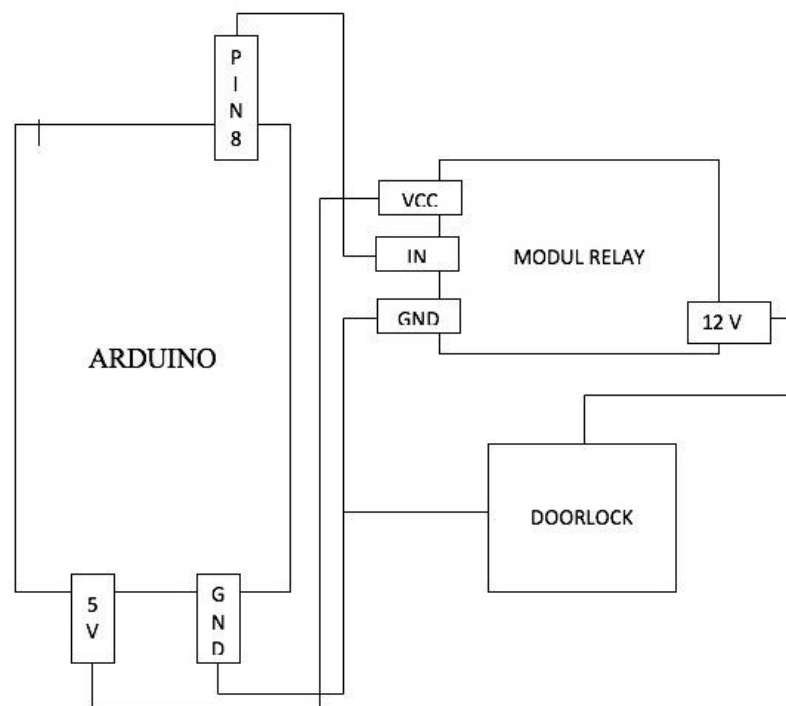 P
I
N
8
VCC
IN
MODUL RELAY
GND
12 V
ARDUINO
DOORLOCK
5
V
G
N
D